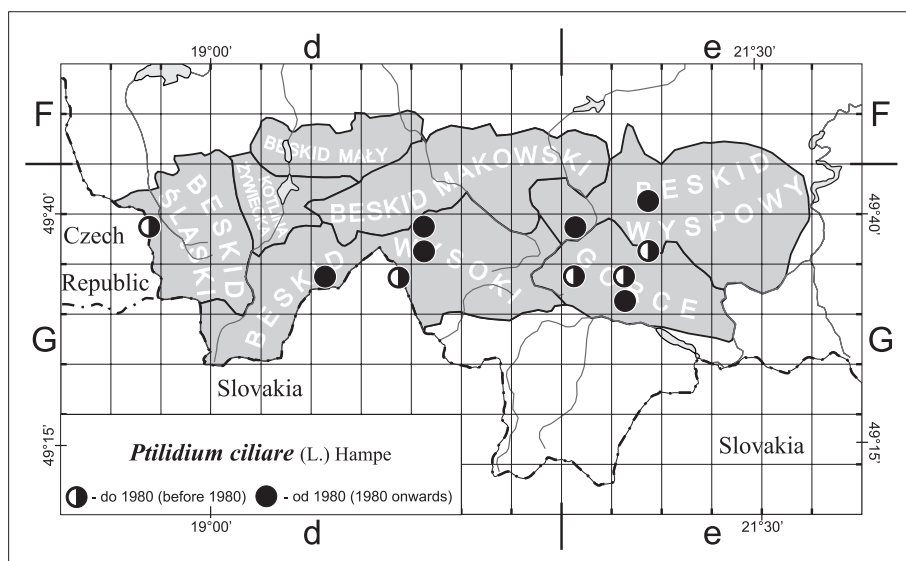 d
e
19°00'
21°30'
F
F
BESKID MAŁY
BESKID MAKOWSKI
BESKID
WYSPOWY
KOTLINA
ŻYWIECKA
BESKID
ŚLĄSKI
49°40'
49°40'
Czech
Republic
BESKID WYSOKI
GORCE
G
G
Slovakia
Slovakia
49°15'
49°15'
Ptilidium ciliare (L.) Hampe
- do 1980 (before 1980)
- od 1980 (1980 onwards)
19°00'
21°30'
d
e